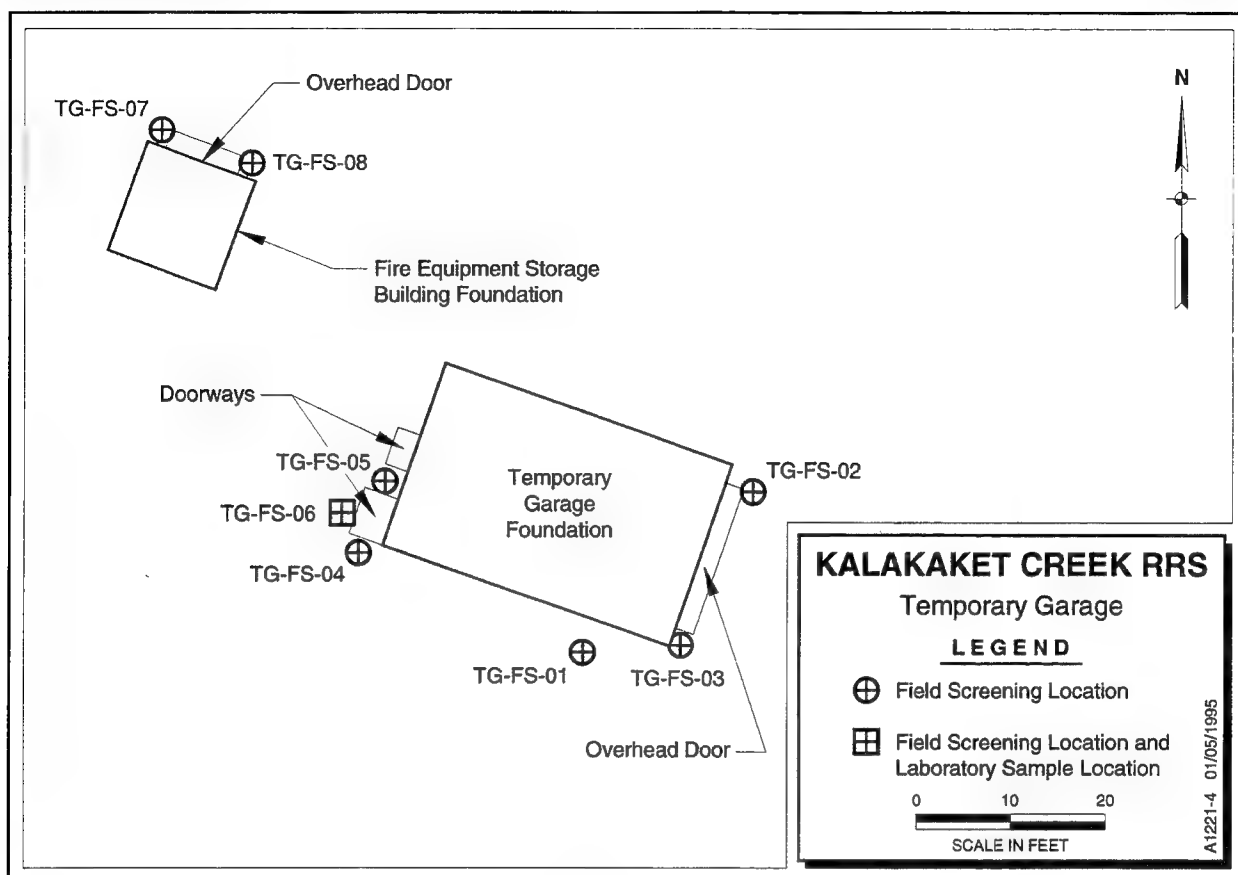 Overhead Door
TG-FS-07
TG-FS-08
N
Fire Equipment Storage
Building Foundation
Doorways
TG-FS-05
TG-FS-06
TG-FS-04
Temporary
Garage
Foundation
TG-FS-02
TG-FS-01
TG-FS-03
Overhead Door
KALAKAKET CREEK RRS
Temporary Garage
LEGEND
Field Screening Location
Field Screening Location and
Laboratory Sample Location
0 10 20
SCALE IN FEET
A1221-4 01/05/1995